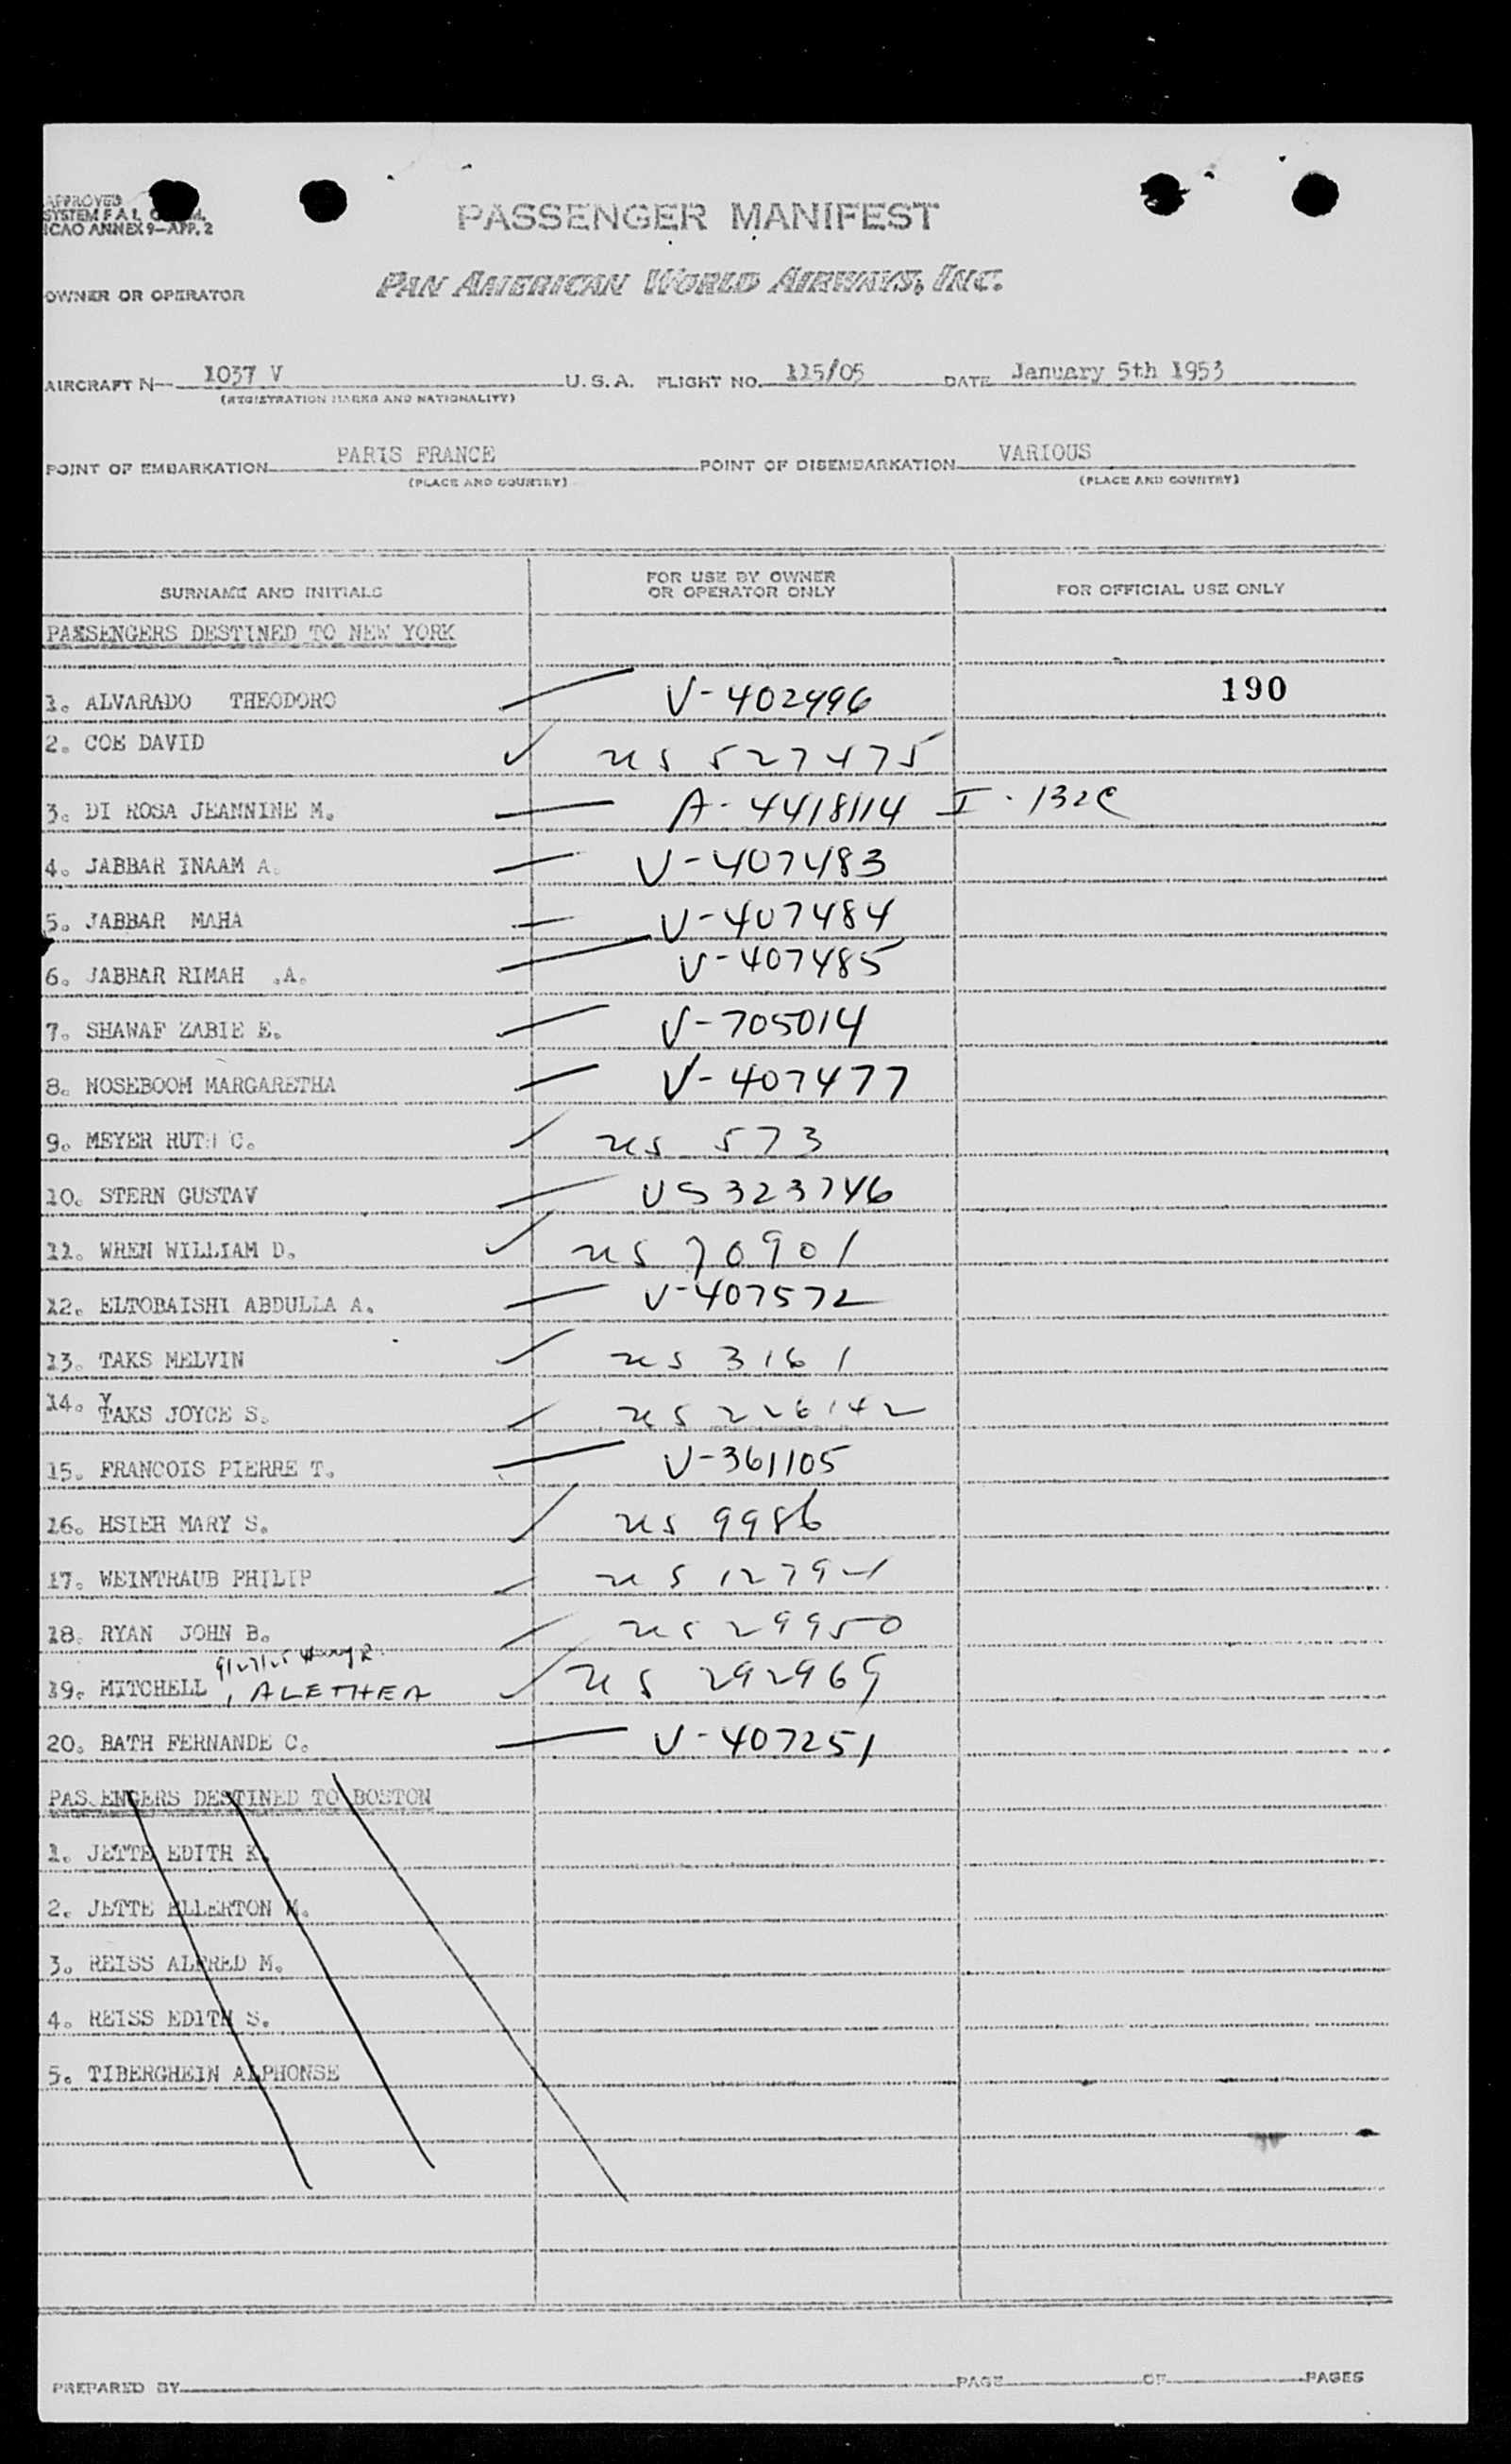 APPROVED
SYSTEM F.A.L.
ICAO ANNEX 9—APP. 2
PASSENGER MANIFEST
OWNER OR OPERATOR PAN AMERICAN WORLD AIRWAYS, INC.
AIRCRAFT N— 1037 V U. S. A. FLIGHT NO. 115/05 DATE January 5th 1953
(REGISTRATION MARKS AND NATIONALITY)
POINT OF EMBARKATION PARIS FRANCE POINT OF DISEMBARKATION VARIOUS
(PLACE AND COUNTRY) (PLACE AND COUNTRY)
SURNAME AND INITIALS FOR USE BY OWNER OR OPERATOR ONLY FOR OFFICIAL USE ONLY
PASSENGERS DESTINED TO NEW YORK
1. ALVARADO THEODORO V-402996 190
2. COE DAVID us 527475
3. DI ROSA JEANNINE M. A-4418114 I-132C
4. JABBAR INAAM A. V-407483
5. JABBAR MAHA V-407484
6. JABBAR RIMAH .A. V-407485
7. SHAWAF ZABIE E. V-705014
8. NOSEBOOM MARGARETHA V-407477
9. MEYER RUTH C. us 573
10. STERN GUSTAV US 323746
11. WREN WILLIAM D. us 70901
12. ELTOBAISHI ABDULLA A. V-407572
13. TAKS MELVIN us 3161
14. TAKS JOYCE S. us 226142
15. FRANCOIS PIERRE T. V-361105
16. HSIEH MARY S. us 9986
17. WEINTRAUB PHILIP us 12794
18. RYAN JOHN B. us 29950
19. MITCHELL , ALETHEA us 292969
20. BATH FERNANDE C. V-407251
PAS ENGERS DESTINED TO BOSTON
1. JETTE EDITH K.
2. JETTE ELLERTON M.
3. REISS ALFRED M.
4. REISS EDITH S.
5. TIBERGHEIN ALPHONSE
PREPARED BY PAGE OF PAGES